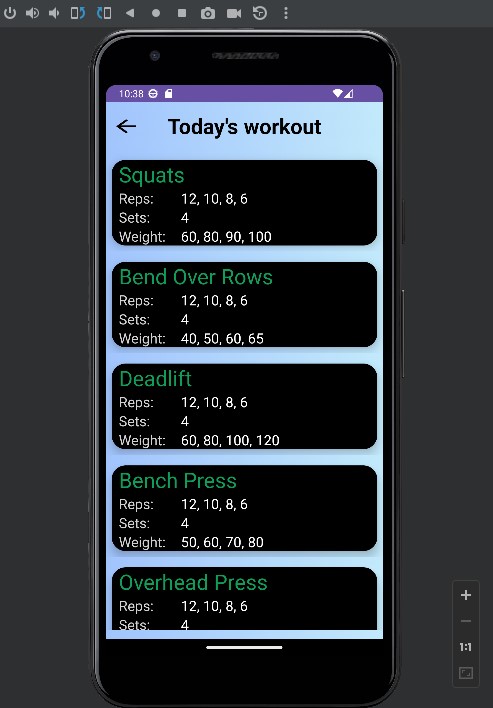 10:38
Today's workout
Squats
Reps: 12, 10, 8, 6
Sets: 4
Weight: 60, 80, 90, 100
Bend Over Rows
Reps: 12, 10, 8, 6
Sets: 4
Weight: 40, 50, 60, 65
Deadlift
Reps: 12, 10, 8, 6
Sets: 4
Weight: 60, 80, 100, 120
Bench Press
Reps: 12, 10, 8, 6
Sets: 4
Weight: 50, 60, 70, 80
Overhead Press
Reps: 12, 10, 8, 6
Sets: 4
1:1